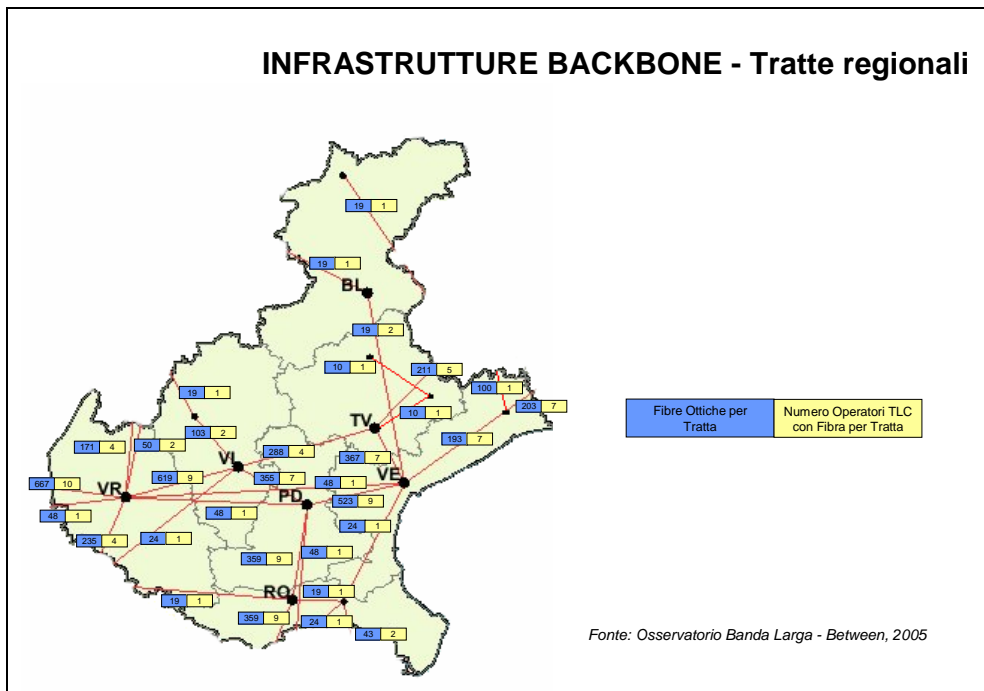 INFRASTRUTTURE BACKBONE - Tratte regionali
19 1
19 1
BL
19 2
10 1
211 5
100 1
203 7
19 1
10 1
103 2
TV
171 4
50 2
193 7
288 4
367 7
VI
619 9
355 7
48 1
VE
667 10
VR
PD
523 9
48 1
48 1
24 1
235 4
24 1
359 9
48 1
RO
19 1
19 1
359 9
24 1
43 2
Fibre Ottiche per
Tratta
Numero Operatori TLC
con Fibra per Tratta
Fonte: Osservatorio Banda Larga - Between, 2005